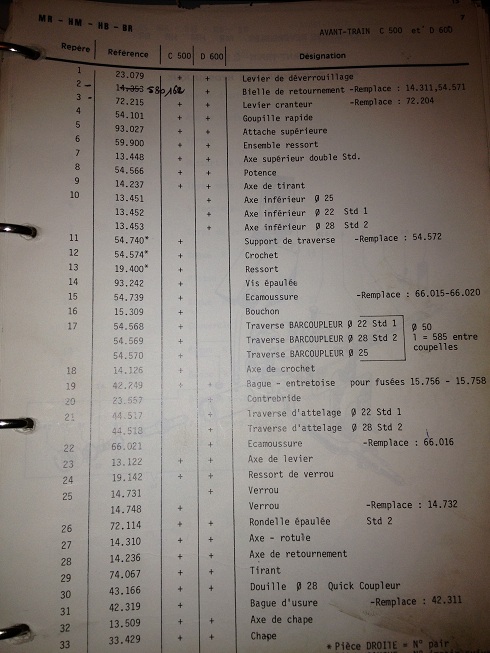 MR - HM - HB - BR
AVANT-TRAIN C 500 et D 600
Repère Référence C 500 D 600 Désignation
1 23.079 + + Levier de déverrouillage
2 - 14.353 580162 + + Bielle de retournement -Remplace : 14.311,54.571
3 - 72.215 + + Levier cranteur -Remplace : 72.204
4 54.101 + + Goupille rapide
5 93.027 + + Attache supérieure
6 59.900 + + Ensemble ressort
7 13.448 + + Axe supérieur double Std.
8 54.566 + + Potence
9 14.237 + + Axe de tirant
10 13.451 + Axe inférieur Ø 25
13.452 + Axe inférieur Ø 22 Std 1
13.453 + Axe inférieur Ø 28 Std 2
11 54.740* + Support de traverse -Remplace : 54.572
12 54.574* + Crochet
13 19.400* + Ressort
14 93.242 + Vis épaulée
15 54.739 + Ecamoussure -Remplace : 66.015-66.020
16 15.309 + Bouchon
17 54.568 + Traverse BARCOUPLEUR Ø 22 Std 1
54.569 + Traverse BARCOUPLEUR Ø 28 Std 2
54.570 + Traverse BARCOUPLEUR Ø 25
Ø 50
l = 585 entre
coupelles
18 14.126 + Axe de crochet
19 42.249 + + Bague - entretoise pour fusées 15.756 - 15.758
20 23.557 + Contrebride
21 44.517 + Traverse d'attelage Ø 22 Std 1
44.518 + Traverse d'attelage Ø 28 Std 2
22 66.021 + Ecamoussure -Remplace : 66.016
23 13.122 + + Axe de levier
24 19.142 + + Ressort de verrou
25 14.731 + Verrou
14.748 + Verrou -Remplace : 14.732
26 72.114 + + Rondelle épaulée Std 2
27 14.310 + + Axe - rotule
28 14.236 + + Axe de retournement
29 74.067 + + Tirant
30 43.166 + + Douille Ø 28 Quick Coupleur
31 42.319 + Bague d'usure -Remplace : 42.311
32 13.509 + + Axe de chape
33 33.429 + + Chape
* Pièce DROITE = N° pair